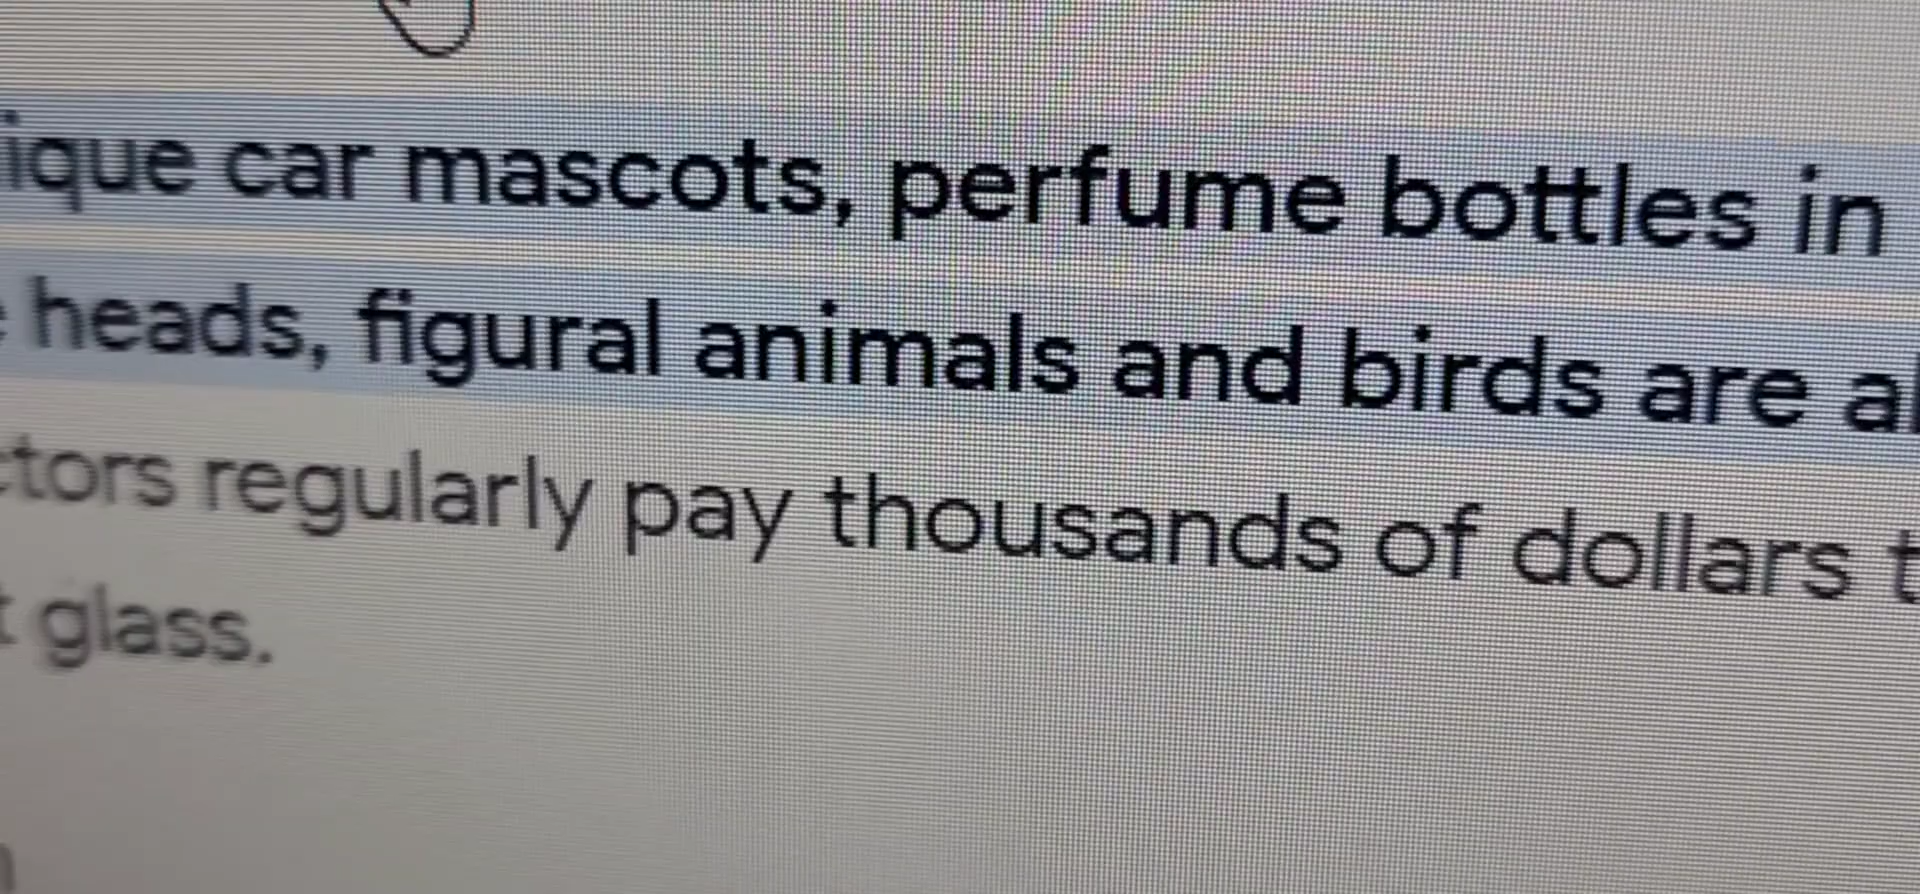 ique car mascots, perfume bottles in
heads, figural animals and birds are al
tors regularly pay thousands of dollars t
t glass.